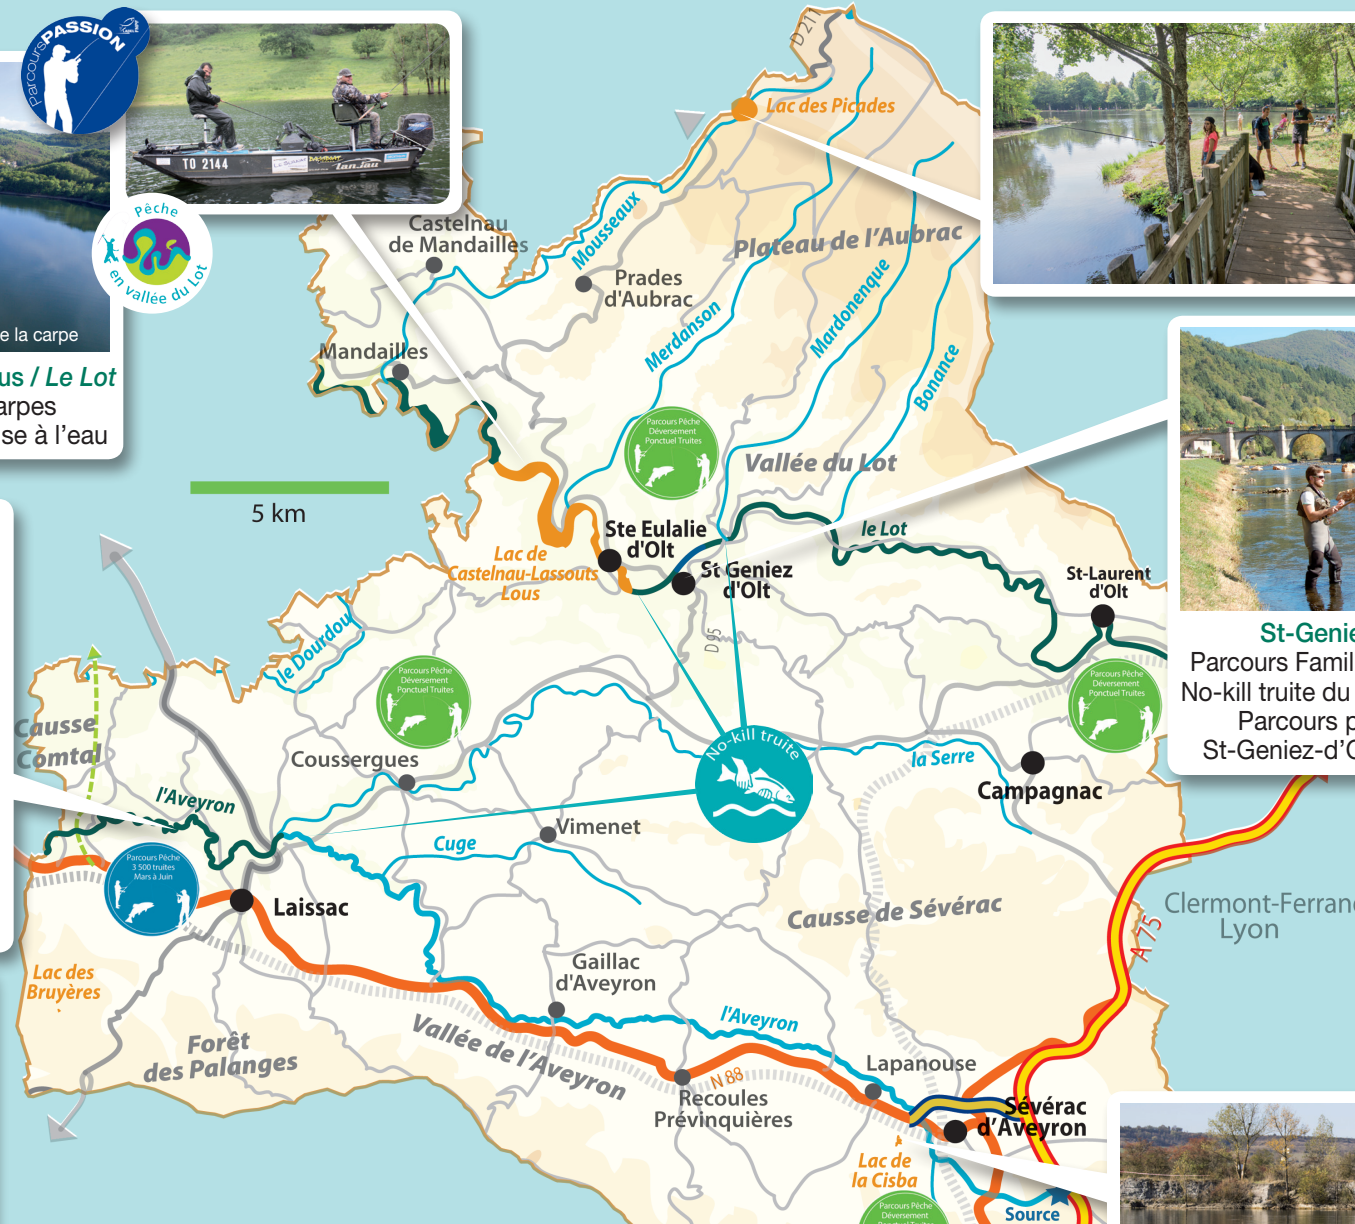 Parcours PASSION
TO 2144
D 211
Lac des Picades
Pêche
en vallée du Lot
e la carpe
us / Le Lot
arpes
se à l'eau
Castelnau
de Mandailles
Mousseaux
Prades
d'Aubrac
Plateau de l'Aubrac
Mandailles
Merdanson
Mardonenque
Bonance
Parcours Pêche
Déversement
Ponctuel Truites
Vallée du Lot
5 km
Lac de
Castelnau-Lassouts
Lous
Ste Eulalie
d'Olt
St Geniez
d'Olt
le Lot
St-Laurent
d'Olt
D 95
le Dourdou
Parcours Pêche
Déversement
Ponctuel Truites
Parcours Pêche
Déversement
Ponctuel Truites
St-Genie
Parcours Famil
No-kill truite du
Parcours p
St-Geniez-d'O
Causse
Comtal
Coussergues
No-kill truite
la Serre
Campagnac
l'Aveyron
Cuge
Vimenet
Parcours Pêche
3 500 truites
Mars à Juin
Laissac
Causse de Sévérac
A 75
Clermont-Ferrand
Lyon
Lac des
Bruyères
Gaillac
d'Aveyron
l'Aveyron
Forêt
des Palanges
Vallée de l'Aveyron
N 88
Recoules
Prévinquières
Lapanouse
Sévérac
d'Aveyron
Lac de
la Cisba
Source
Parcours Pêche
Déversement
Ponctuel Truites